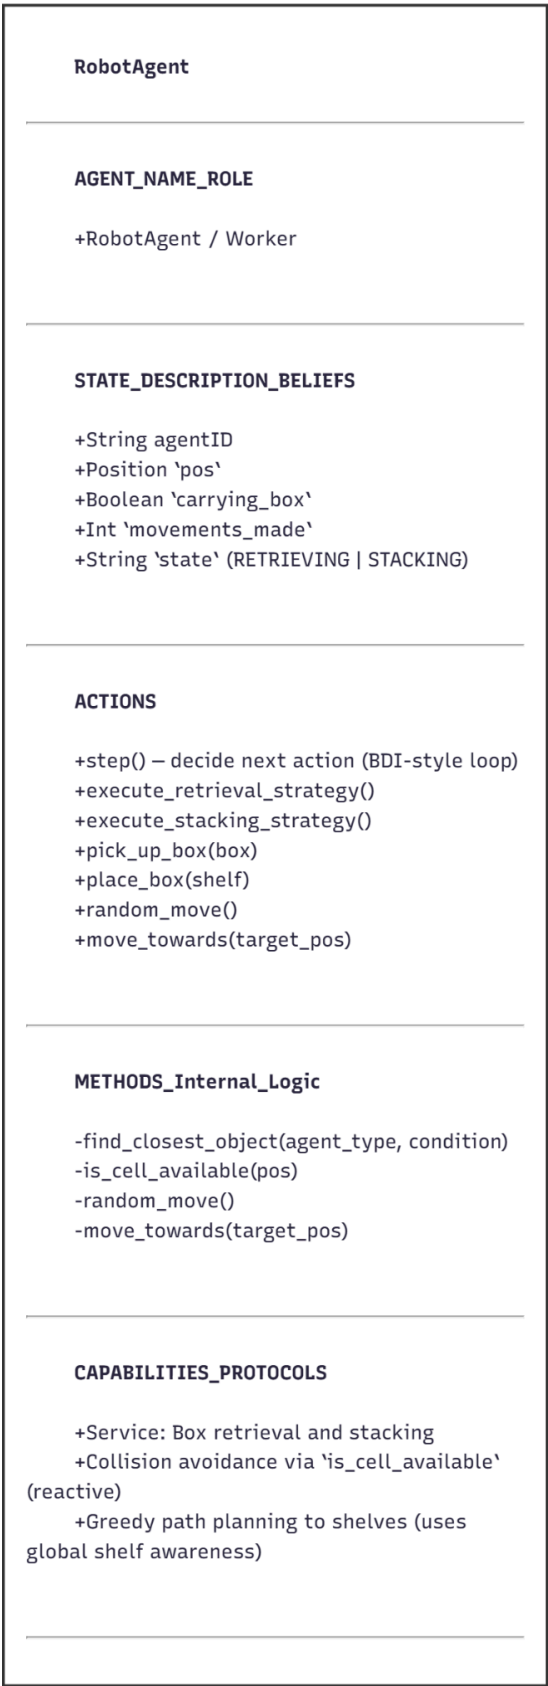 RobotAgent
AGENT_NAME_ROLE
+RobotAgent / Worker
STATE_DESCRIPTION_BELIEFS
+String agentID
+Position `pos`
+Boolean `carrying_box`
+Int `movements_made`
+String `state` (RETRIEVING | STACKING)
ACTIONS
+step() — decide next action (BDI-style loop)
+execute_retrieval_strategy()
+execute_stacking_strategy()
+pick_up_box(box)
+place_box(shelf)
+random_move()
+move_towards(target_pos)
METHODS_Internal_Logic
-find_closest_object(agent_type, condition)
-is_cell_available(pos)
-random_move()
-move_towards(target_pos)
CAPABILITIES_PROTOCOLS
+Service: Box retrieval and stacking
+Collision avoidance via `is_cell_available`
(reactive)
+Greedy path planning to shelves (uses
global shelf awareness)